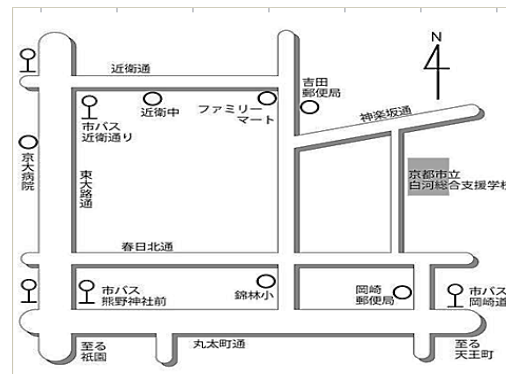 N
近衛通
吉田
郵便局
市バス
近衛通り
近衛中
ファミリー
マート
神楽坂通
京大病院
東大路通
京都市立
白河総合支援学校
春日北通
市バス
熊野神社前
錦林小
岡崎
郵便局
市バス
岡崎道
至る
祇園
丸太町通
至る
天王町